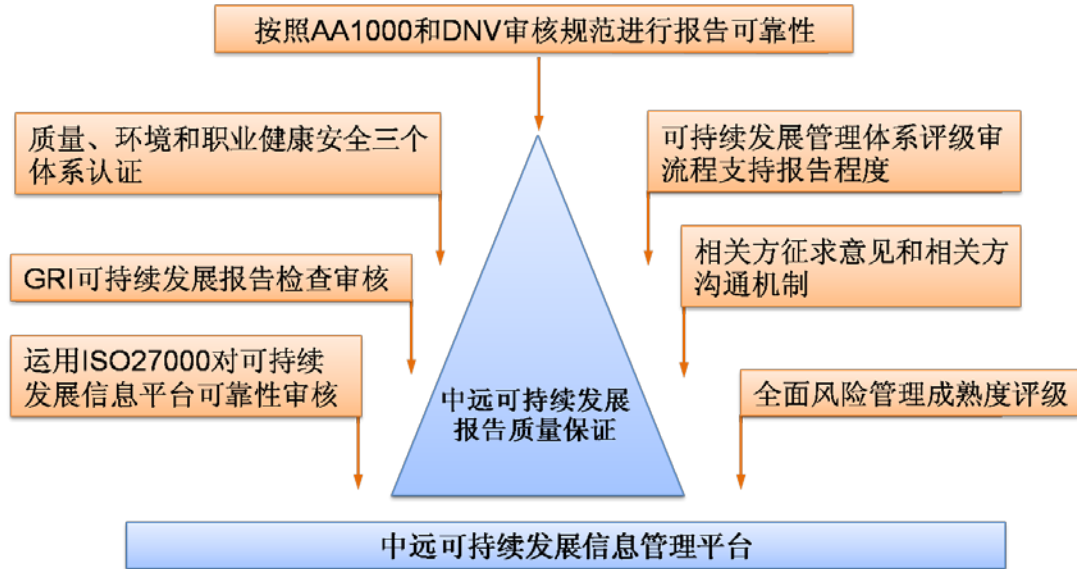 按照AA1000和DNV审核规范进行报告可靠性
质量、环境和职业健康安全三个
体系认证
可持续发展管理体系评级审
流程支持报告程度
GRI可持续发展报告检查审核
相关方征求意见和相关方
沟通机制
运用ISO27000对可持续
发展信息平台可靠性审核
中远可持续发展
报告质量保证
全面风险管理成熟度评级
中远可持续发展信息管理平台